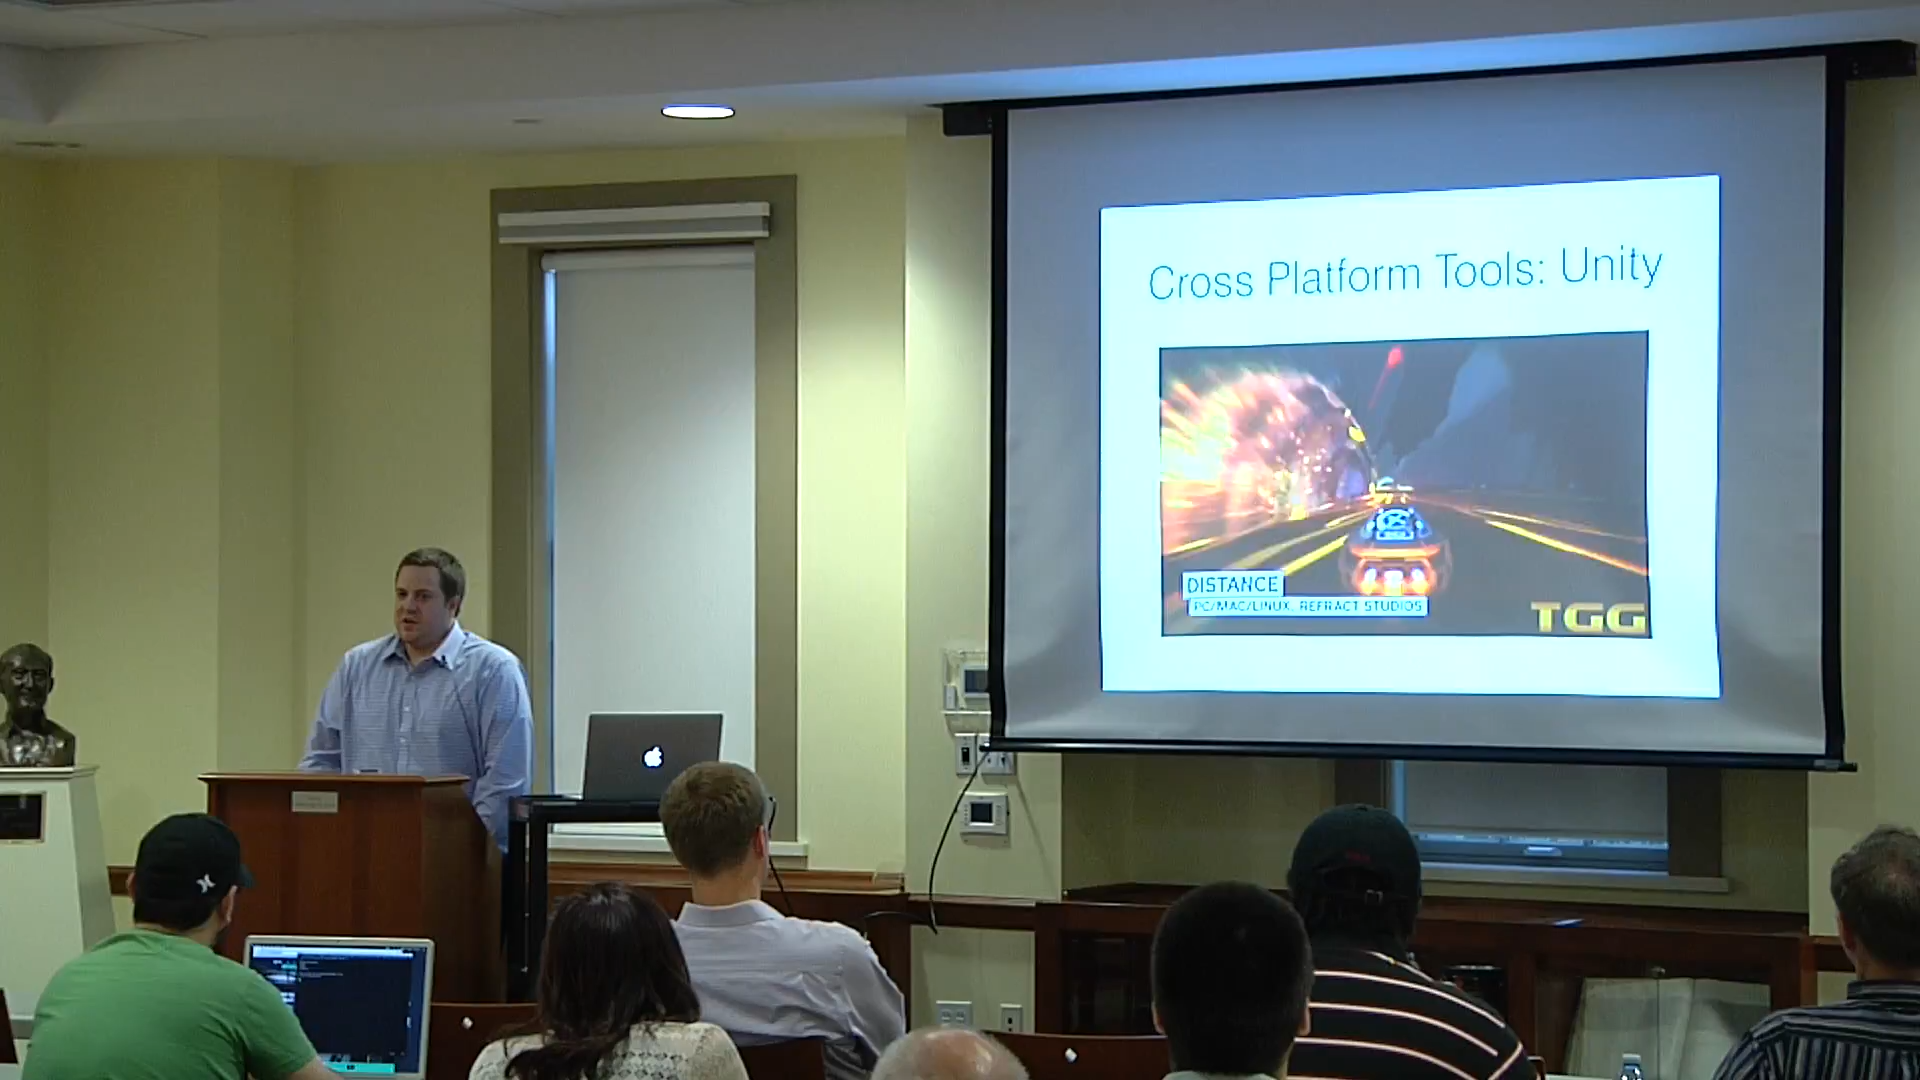 Cross Platform Tools: Unity
DISTANCE
PC/MAC/LINUX, REFRACT STUDIOS
TGG